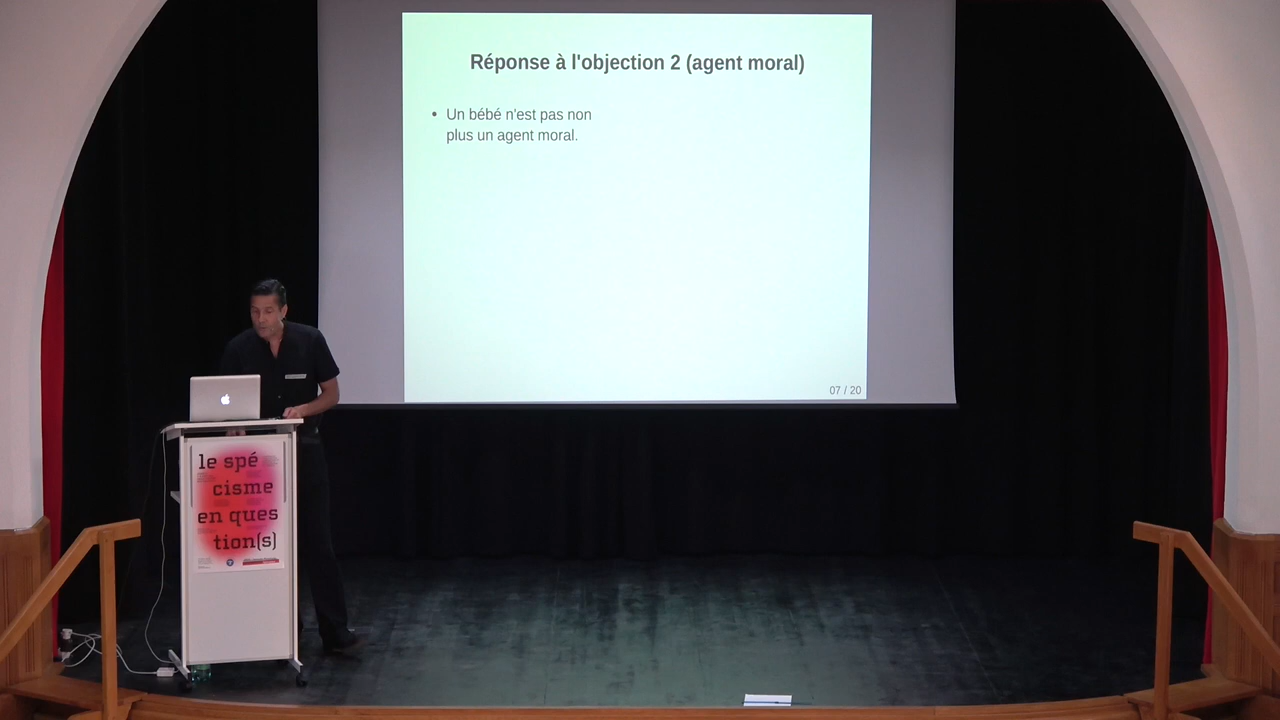 Réponse à l'objection 2 (agent moral)
• Un bébé n'est pas non
plus un agent moral.
07 / 20
le spé
cisme
en ques
tion(s)